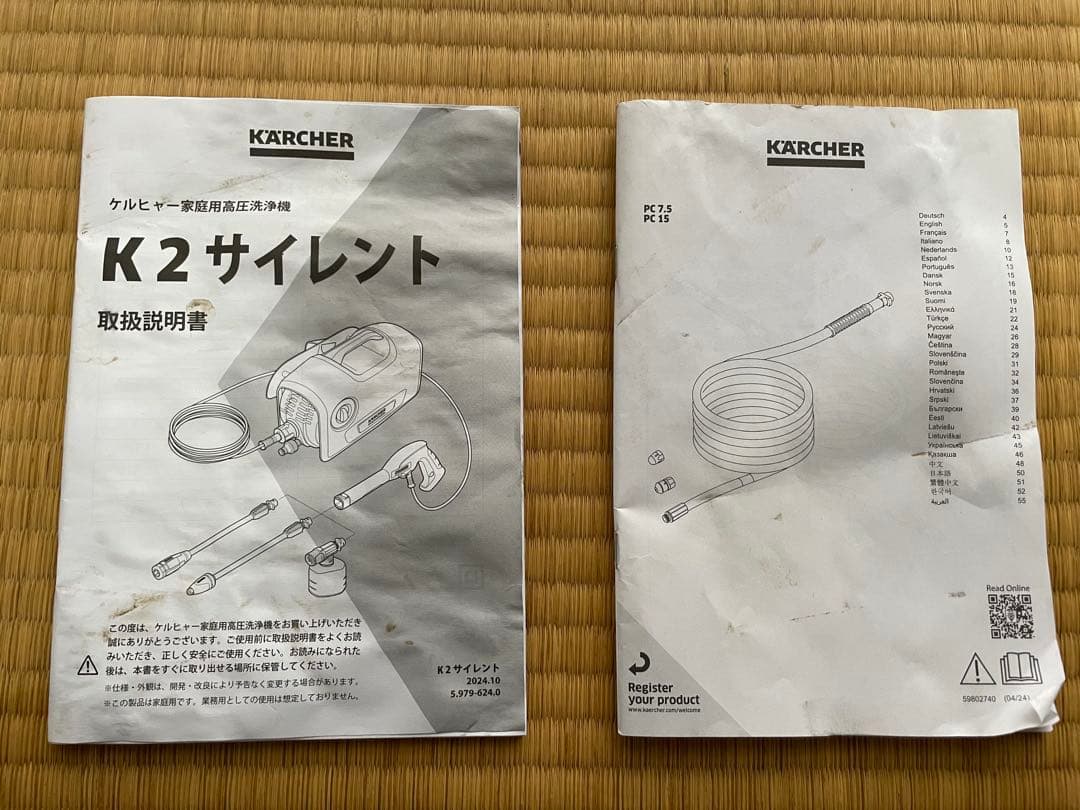 KÄRCHER
ケルヒャー家庭用高圧洗浄機
K 2 サイレント
取扱説明書
KÄRCHER
この度は、ケルヒャー家庭用高圧洗浄機をお買い上げいただき
誠にありがとうございます。ご使用前に取扱説明書をよくお読
みいただき、正しく安全にご使用ください。お読みになられた
後は、本書をすぐに取り出せる場所に保管してください。
※仕様・外観は、開発・改良により予告なく変更する場合があります。
※この製品は家庭用です。業務用としての使用は想定しておりません。
K 2 サイレント
2024.10
5.979-624.0
KÄRCHER
PC 7.5
PC 15
Deutsch 4
English 5
Français 7
Italiano 8
Nederlands 10
Español 12
Português 13
Dansk 15
Norsk 16
Svenska 18
Suomi 19
Ελληνικά 21
Türkçe 22
Русский 24
Magyar 26
Čeština 28
Slovenščina 29
Polski 31
Româneşte 32
Slovenčina 34
Hrvatski 36
Srpski 37
Български 39
Eesti 40
Latviešu 42
Lietuviškai 43
Українська 45
Қазақша 46
中文 48
日本語 50
繁體中文 51
한국어 52
العربية 55
Read Online
Register
your product
www.kaercher.com/welcome
59802740 (04/24)